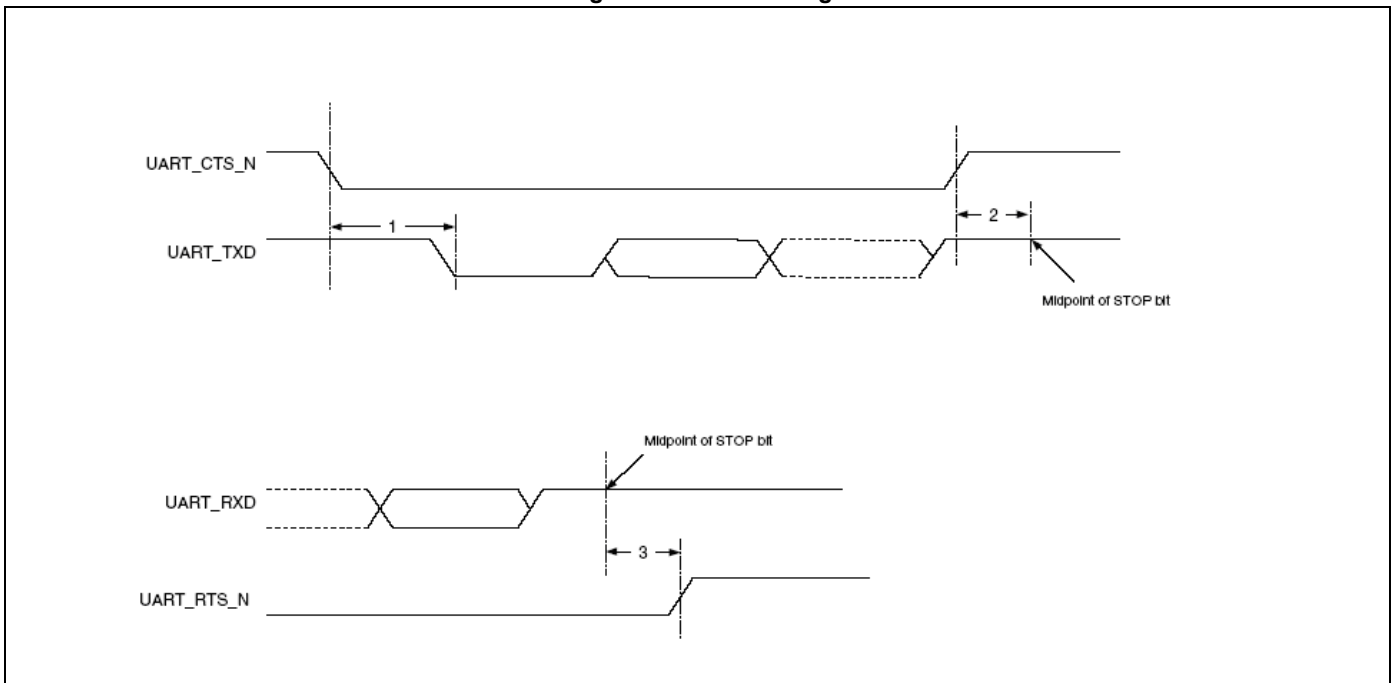 UART_CTS_N
1
2
UART_TXD
Midpoint of STOP bit
Midpoint of STOP bit
UART_RXD
3
UART_RTS_N